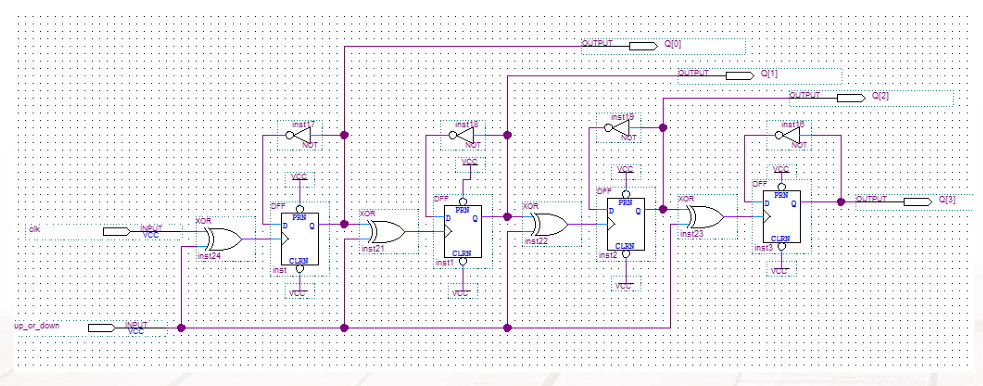 OUTPUT Q[0]
OUTPUT Q[1]
OUTPUT Q[2]
inst17
NOT
inst18
NOT
inst19
NOT
inst16
NOT
VCC
VCC
VCC
VCC
DFF
PRN
D Q
CLRN
inst
VCC
DFF
PRN
D Q
CLRN
inst1
VCC
DFF
PRN
D Q
CLRN
inst2
VCC
DFF
PRN
D Q
CLRN
inst3
VCC
OUTPUT Q[3]
XOR
inst24
XOR
inst21
XOR
inst22
XOR
inst23
clk INPUT
VCC
up_or_down INPUT
VCC